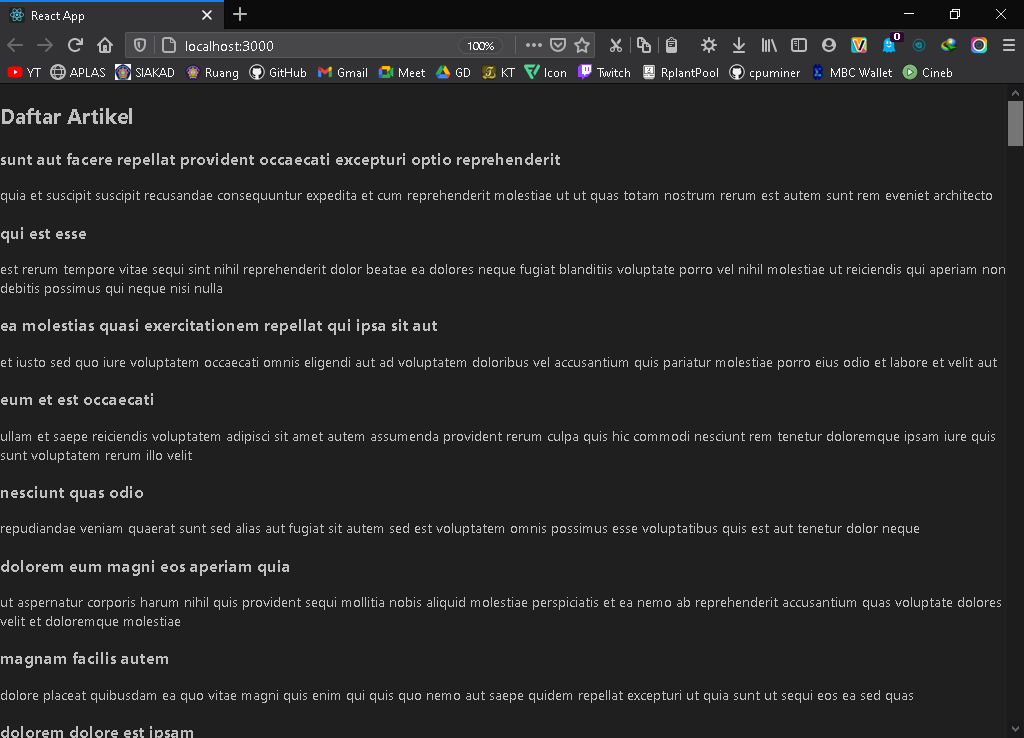 React App
localhost:3000
100%
0
YT APLAS SIAKAD Ruang GitHub Gmail Meet GD KT Icon Twitch RplantPool cpuminer MBC Wallet Cineb
Daftar Artikel
sunt aut facere repellat provident occaecati excepturi optio reprehenderit
quia et suscipit suscipit recusandae consequuntur expedita et cum reprehenderit molestiae ut ut quas totam nostrum rerum est autem sunt rem eveniet architecto
qui est esse
est rerum tempore vitae sequi sint nihil reprehenderit dolor beatae ea dolores neque fugiat blanditiis voluptate porro vel nihil molestiae ut reiciendis qui aperiam non
debitis possimus qui neque nisi nulla
ea molestias quasi exercitationem repellat qui ipsa sit aut
et iusto sed quo iure voluptatem occaecati omnis eligendi aut ad voluptatem doloribus vel accusantium quis pariatur molestiae porro eius odio et labore et velit aut
eum et est occaecati
ullam et saepe reiciendis voluptatem adipisci sit amet autem assumenda provident rerum culpa quis hic commodi nesciunt rem tenetur doloremque ipsam iure quis
sunt voluptatem rerum illo velit
nesciunt quas odio
repudiandae veniam quaerat sunt sed alias aut fugiat sit autem sed est voluptatem omnis possimus esse voluptatibus quis est aut tenetur dolor neque
dolorem eum magni eos aperiam quia
ut aspernatur corporis harum nihil quis provident sequi mollitia nobis aliquid molestiae perspiciatis et ea nemo ab reprehenderit accusantium quas voluptate dolores
velit et doloremque molestiae
magnam facilis autem
dolore placeat quibusdam ea quo vitae magni quis enim qui quis quo nemo aut saepe quidem repellat excepturi ut quia sunt ut sequi eos ea sed quas
dolorem dolore est ipsam